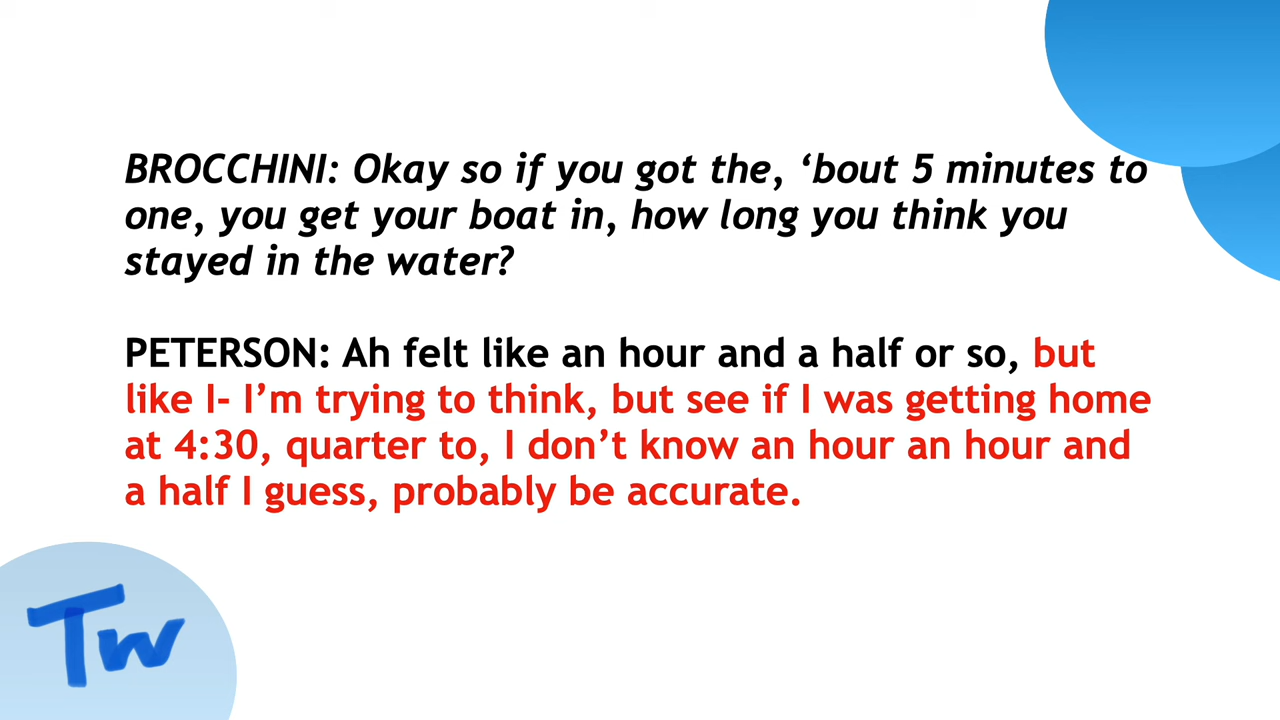 BROCCHINI: Okay so if you got the, ‘bout 5 minutes to
one, you get your boat in, how long you think you
stayed in the water?
PETERSON: Ah felt like an hour and a half or so, but
like I- I’m trying to think, but see if I was getting home
at 4:30, quarter to, I don’t know an hour an hour and
a half I guess, probably be accurate.
Tw